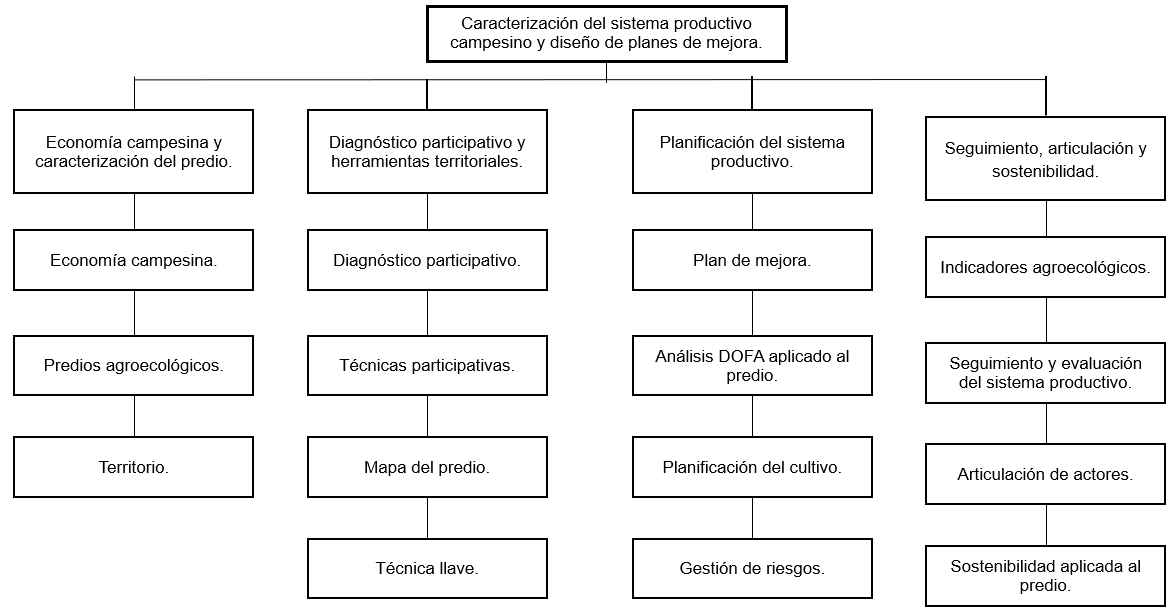 Caracterización del sistema productivo
campesino y diseño de planes de mejora.
Economía campesina y
caracterización del predio.
Economía campesina.
Predios agroecológicos.
Territorio.
Diagnóstico participativo y
herramientas territoriales.
Diagnóstico participativo.
Técnicas participativas.
Mapa del predio.
Técnica llave.
Planificación del sistema
productivo.
Plan de mejora.
Análisis DOFA aplicado al
predio.
Planificación del cultivo.
Gestión de riesgos.
Seguimiento, articulación y
sostenibilidad.
Indicadores agroecológicos.
Seguimiento y evaluación
del sistema productivo.
Articulación de actores.
Sostenibilidad aplicada al
predio.